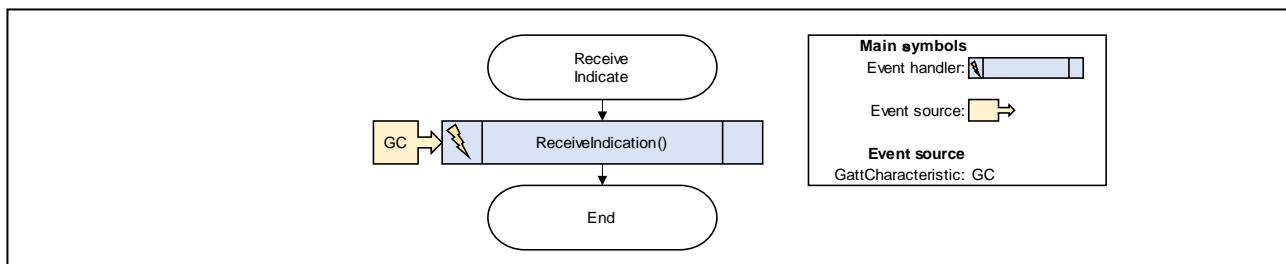 Receive
Indicate
GC
ReceiveIndication()
End
Main symbols
Event handler:
Event source:
Event source
GattCharacteristic: GC